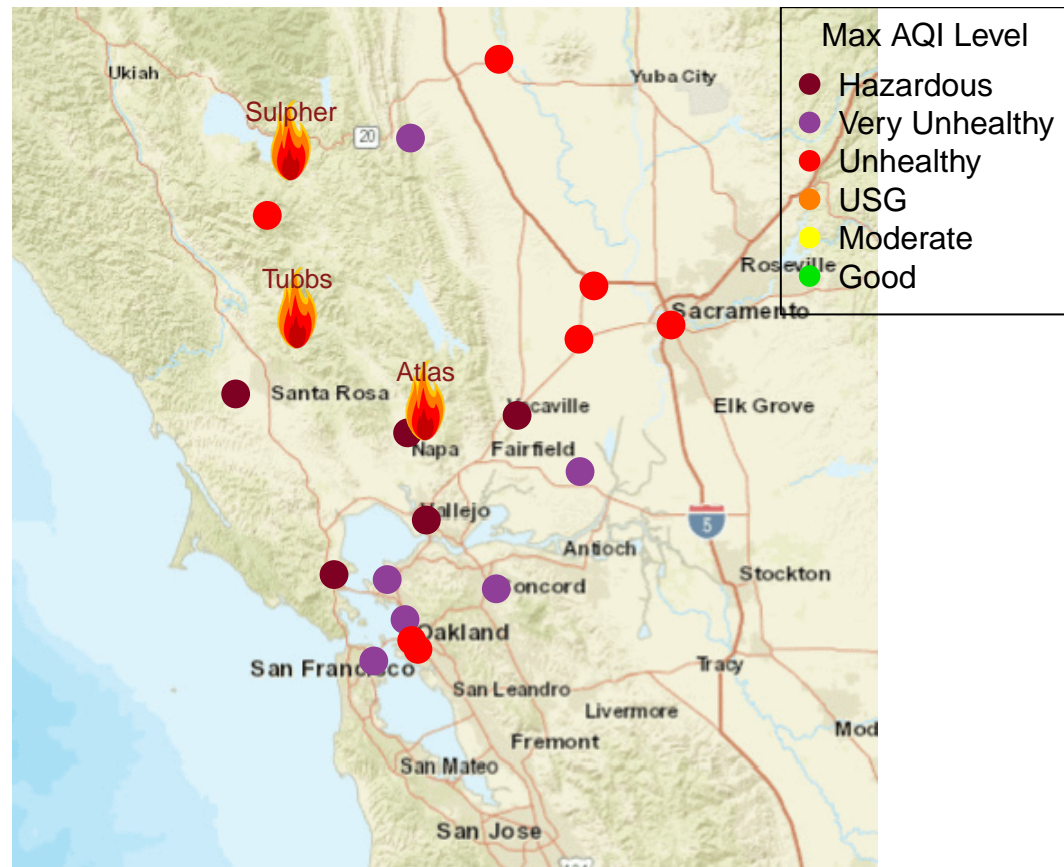 Max AQI Level
Hazardous
Very Unhealthy
Unhealthy
USG
Moderate
Good
Ukiah
Yuba City
Sulpher
20
Roseville
Tubbs
Sacramento
Atlas
Santa Rosa
Vacaville
Elk Grove
Napa
Fairfield
Vallejo
5
Antioch
Stockton
Concord
Oakland
San Francisco
Tracy
San Leandro
Livermore
Mod
Fremont
San Mateo
San Jose